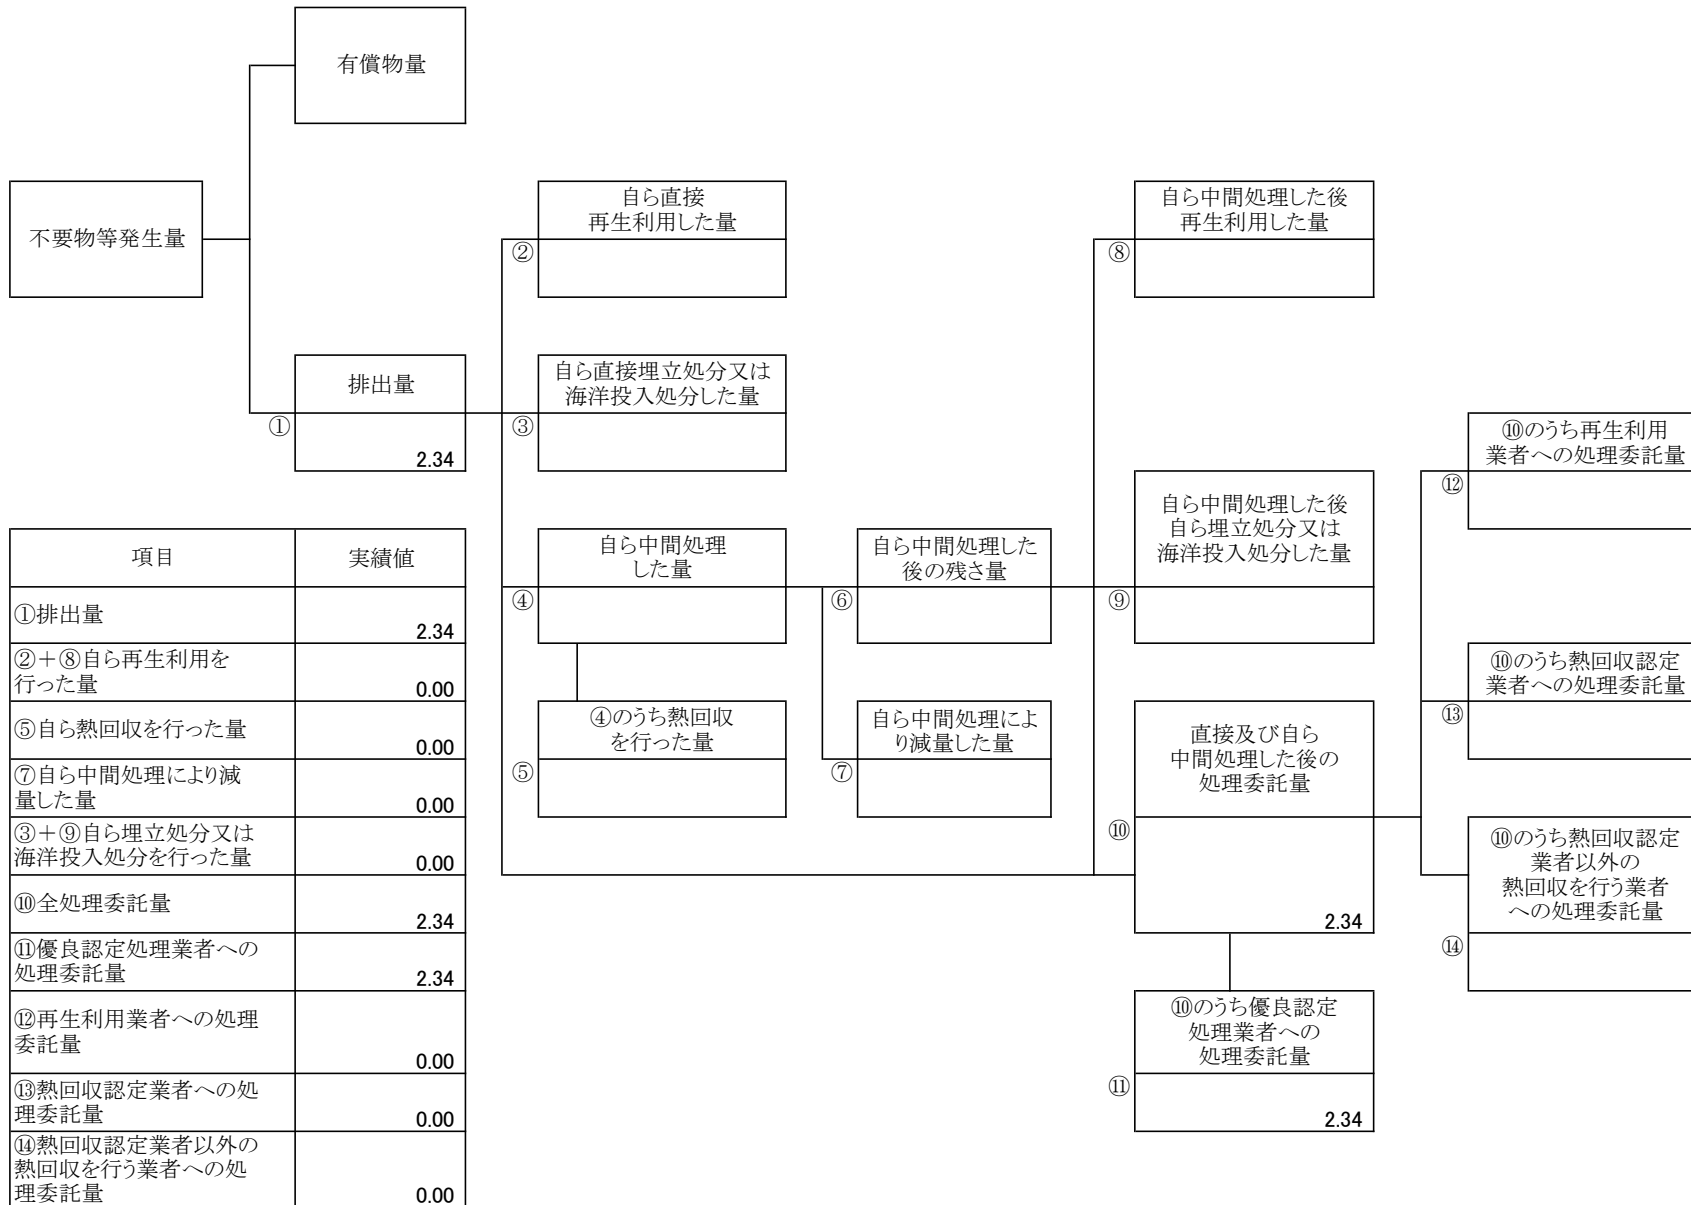 有償物量
不要物等発生量
自ら直接
再生利用した量
②
自ら中間処理した後
再生利用した量
⑧
排出量
①
2.34
自ら直接埋立処分又は
海洋投入処分した量
③
⑩のうち再生利用
業者への処理委託量
⑫
自ら中間処理
した量
④
自ら中間処理した
後の残さ量
⑥
自ら中間処理した後
自ら埋立処分又は
海洋投入処分した量
⑨
⑩のうち熱回収認定
業者への処理委託量
⑬
④のうち熱回収
を行った量
⑤
自ら中間処理によ
り減量した量
⑦
直接及び自ら
中間処理した後の
処理委託量
⑩
2.34
⑩のうち熱回収認定
業者以外の
熱回収を行う業者
への処理委託量
⑭
⑩のうち優良認定
処理業者への
処理委託量
⑪
2.34
項目 実績値
①排出量 2.34
②+⑧自ら再生利用を
行った量 0.00
⑤自ら熱回収を行った量 0.00
⑦自ら中間処理により減
量した量 0.00
③+⑨自ら埋立処分又は
海洋投入処分を行った量 0.00
⑩全処理委託量 2.34
⑪優良認定処理業者への
処理委託量 2.34
⑫再生利用業者への処理
委託量 0.00
⑬熱回収認定業者への処
理委託量 0.00
⑭熱回収認定業者以外の
熱回収を行う業者への処
理委託量 0.00